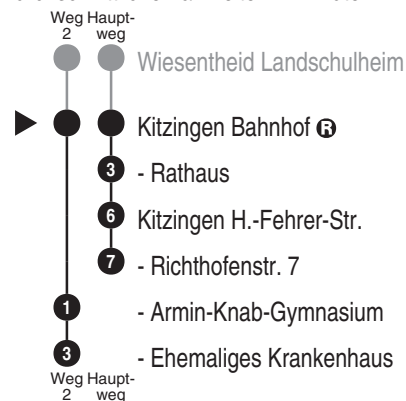 Weg Haupt-
2 weg
Wiesentheid Landschulheim
Kitzingen Bahnhof R
3 - Rathaus
6 Kitzingen H.-Fehrer-Str.
7 - Richthofenstr. 7
1 - Armin-Knab-Gymnasium
3 - Ehemaliges Krankenhaus
Weg Haupt-
2 weg